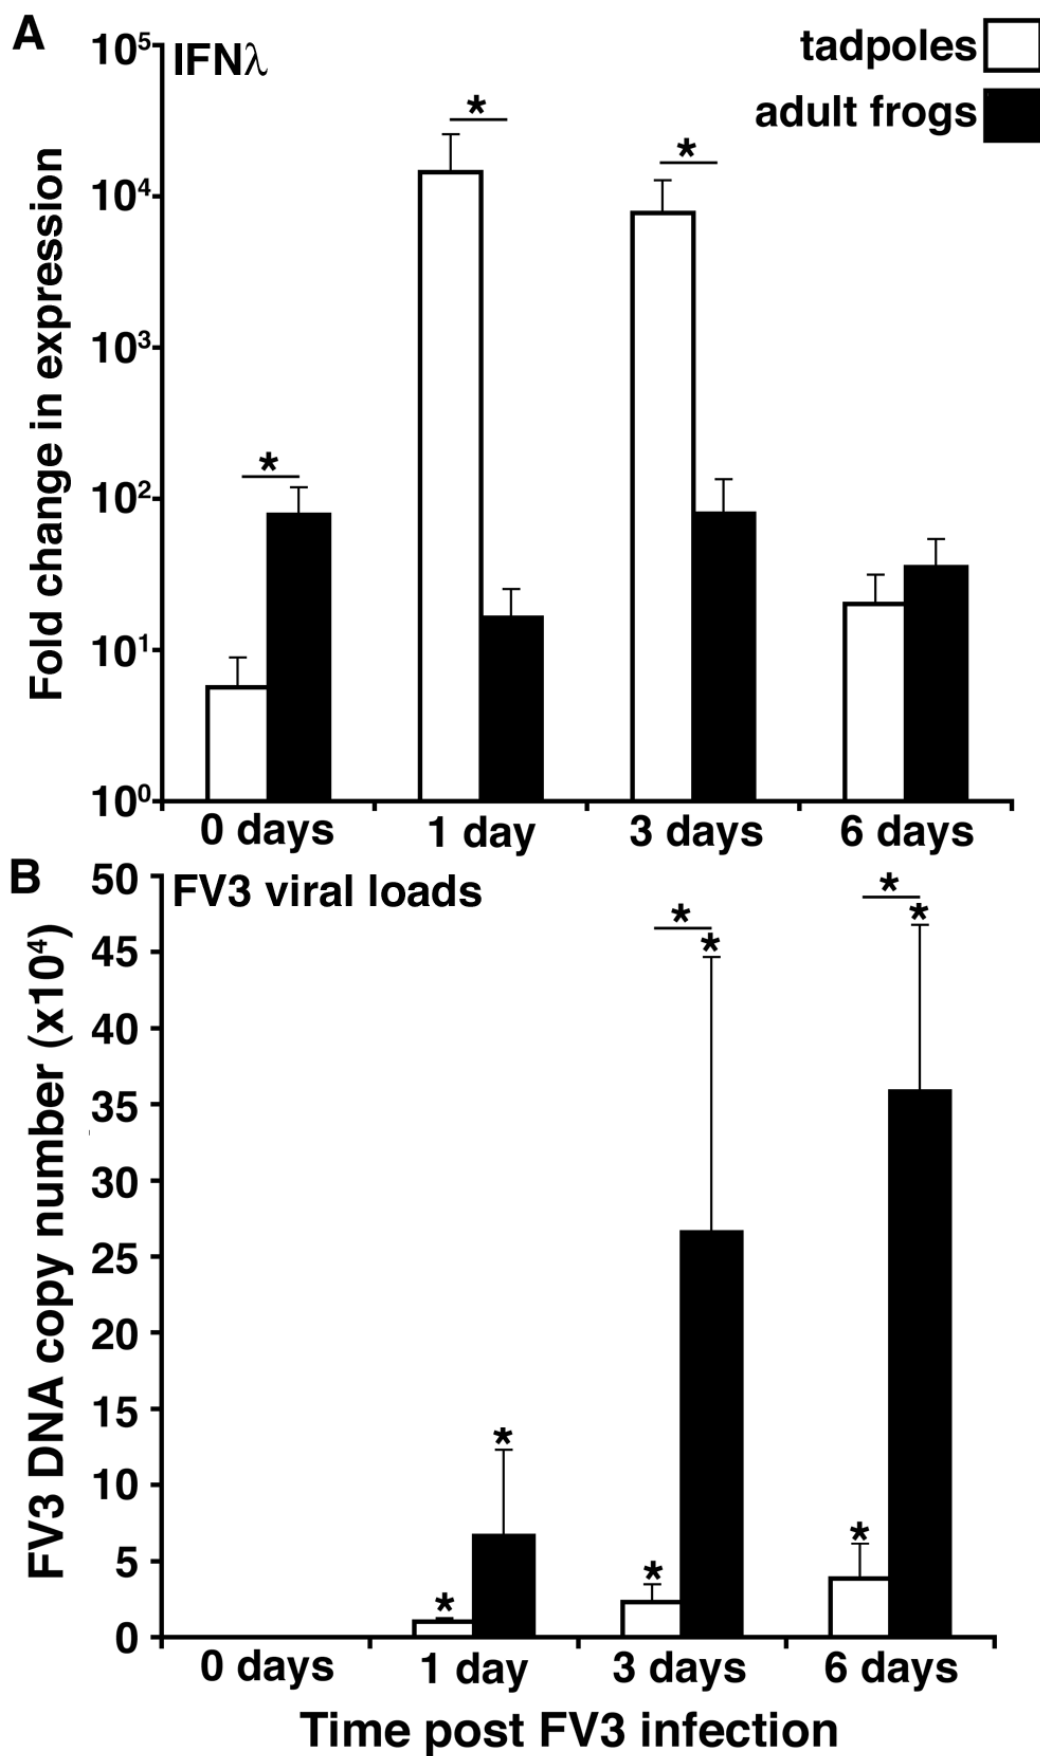 A
IFNλ
tadpoles
adult frogs
Fold change in expression
10⁵
10⁴
10³
10²
10¹
10⁰
*
*
*
0 days
1 day
3 days
6 days
B
FV3 viral loads
FV3 DNA copy number (x10⁴)
50
45
40
35
30
25
20
15
10
5
0
*
*
*
*
*
*
*
*
0 days
1 day
3 days
6 days
Time post FV3 infection